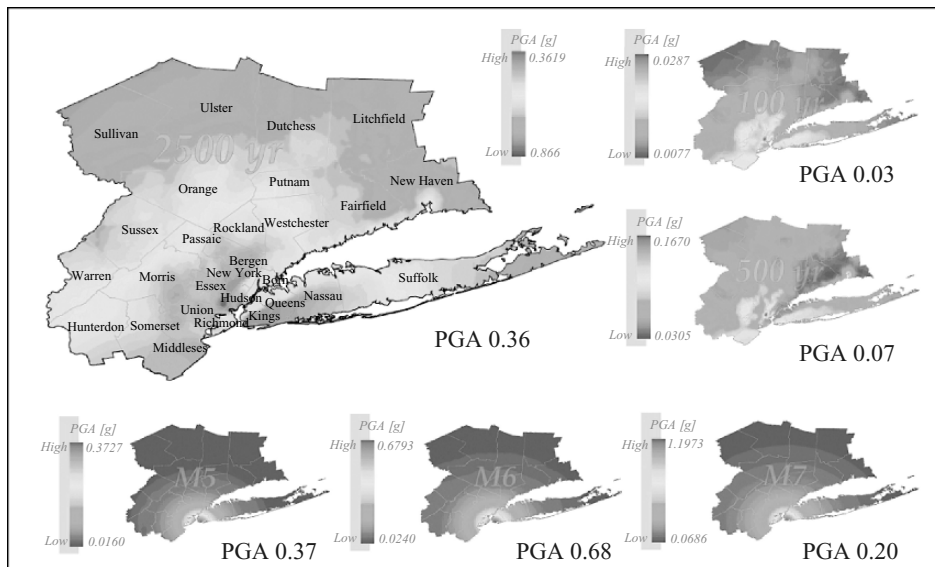 2500 yr
Ulster
Litchfield
Dutchess
Sullivan
New Haven
Putnam
Orange
Fairfield
Westchester
Rockland
Sussex
Passaic
Bergen
New York
Born
Warren
Morris
Essex
Suffolk
Hudson
Nassau
Queens
Union
Kings
Richmond
Hunterdon
Somerset
Middleses
PGA 0.36
PGA [g]
High 0.3619
Low 0.866
PGA [g]
High 0.0287
Low 0.0077
100 yr
PGA 0.03
PGA [g]
High 0.1670
Low 0.0305
500 yr
PGA 0.07
PGA [g]
High 0.3727
Low 0.0160
M5
PGA 0.37
PGA [g]
High 0.6793
Low 0.0240
M6
PGA 0.68
PGA [g]
High 1.1973
Low 0.0686
M7
PGA 0.20